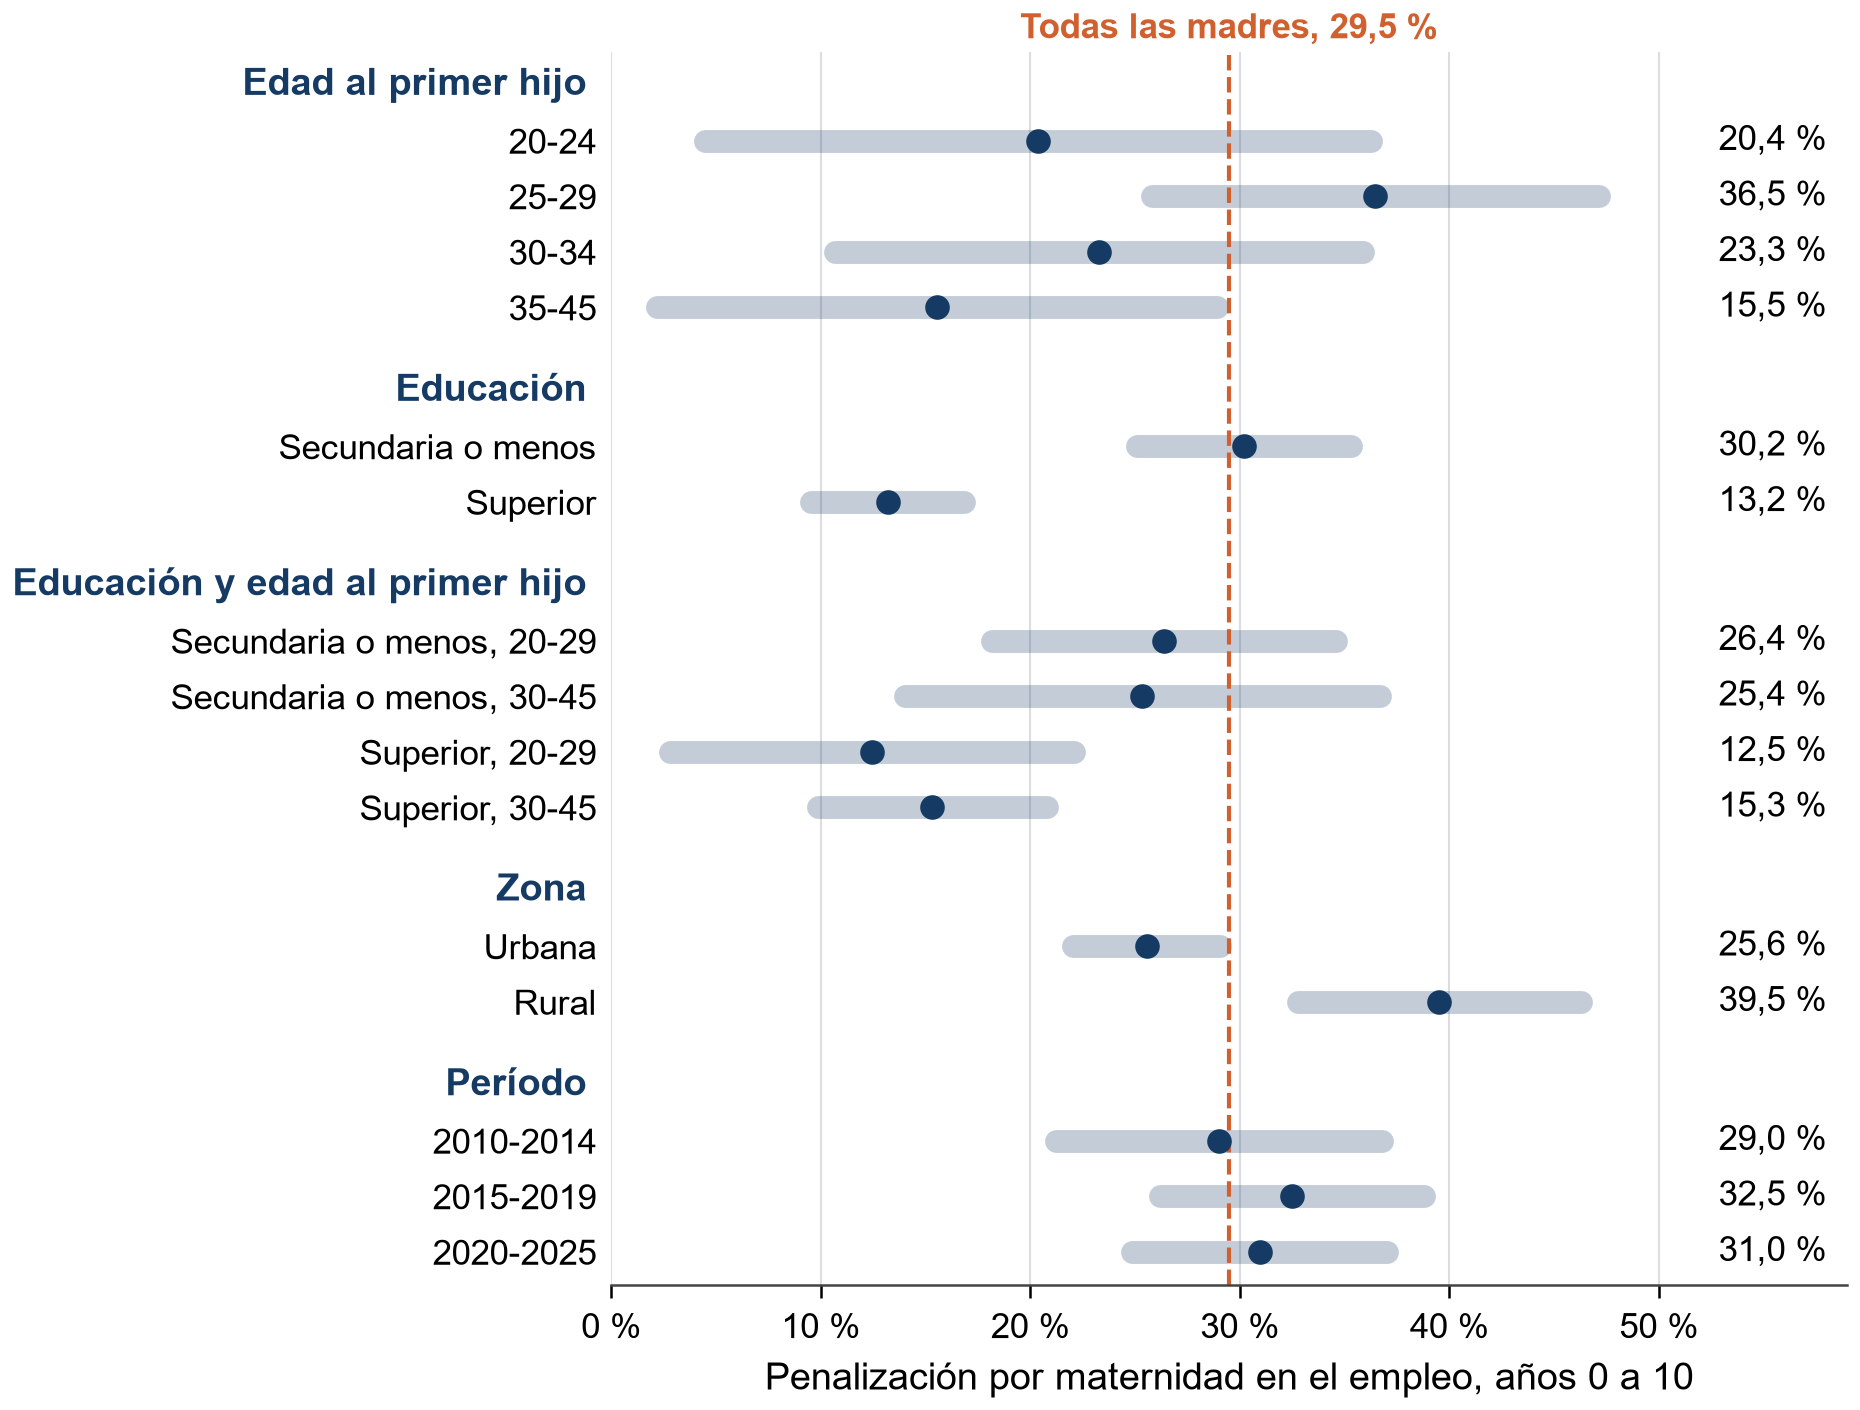 Todas las madres, 29,5 %
Edad al primer hijo
20-24 20,4 %
25-29 36,5 %
30-34 23,3 %
35-45 15,5 %
Educación
Secundaria o menos 30,2 %
Superior 13,2 %
Educación y edad al primer hijo
Secundaria o menos, 20-29 26,4 %
Secundaria o menos, 30-45 25,4 %
Superior, 20-29 12,5 %
Superior, 30-45 15,3 %
Zona
Urbana 25,6 %
Rural 39,5 %
Período
2010-2014 29,0 %
2015-2019 32,5 %
2020-2025 31,0 %
0 % 10 % 20 % 30 % 40 % 50 %
Penalización por maternidad en el empleo, años 0 a 10